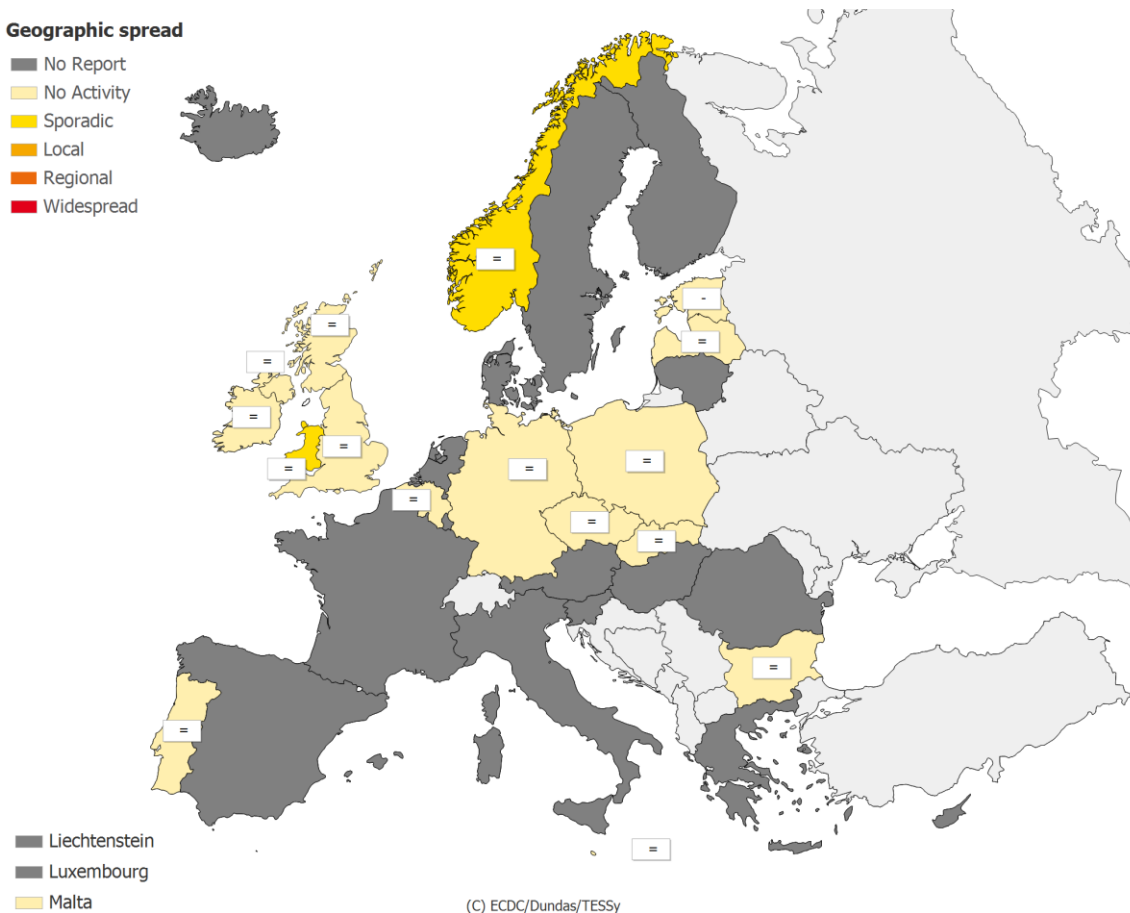 Geographic spread
No Report
No Activity
Sporadic
Local
Regional
Widespread
=
-
=
=
=
=
=
=
=
=
=
=
=
=
=
=
Liechtenstein
=
Luxembourg
Malta
(C) ECDC/Dundas/TESSy